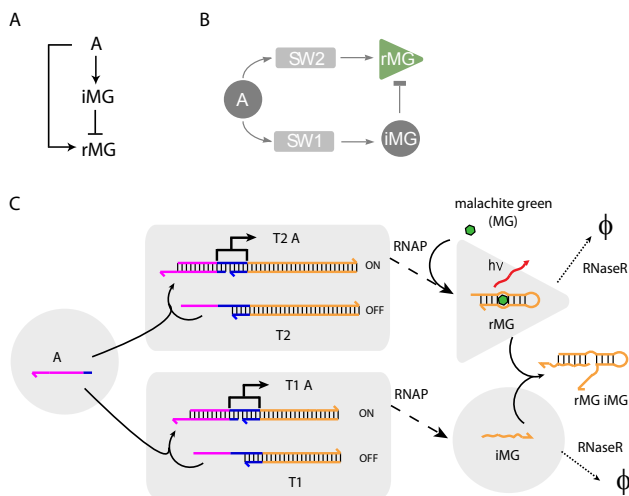 A
A
iMG
rMG
B
SW2
rMG
A
SW1
iMG
C
malachite green
(MG)
T2 A
RNAP
ϕ
ON
hν
RNaseR
OFF
rMG
T2
A
T1 A
RNAP
ON
rMG iMG
iMG
RNaseR
OFF
T1
ϕ